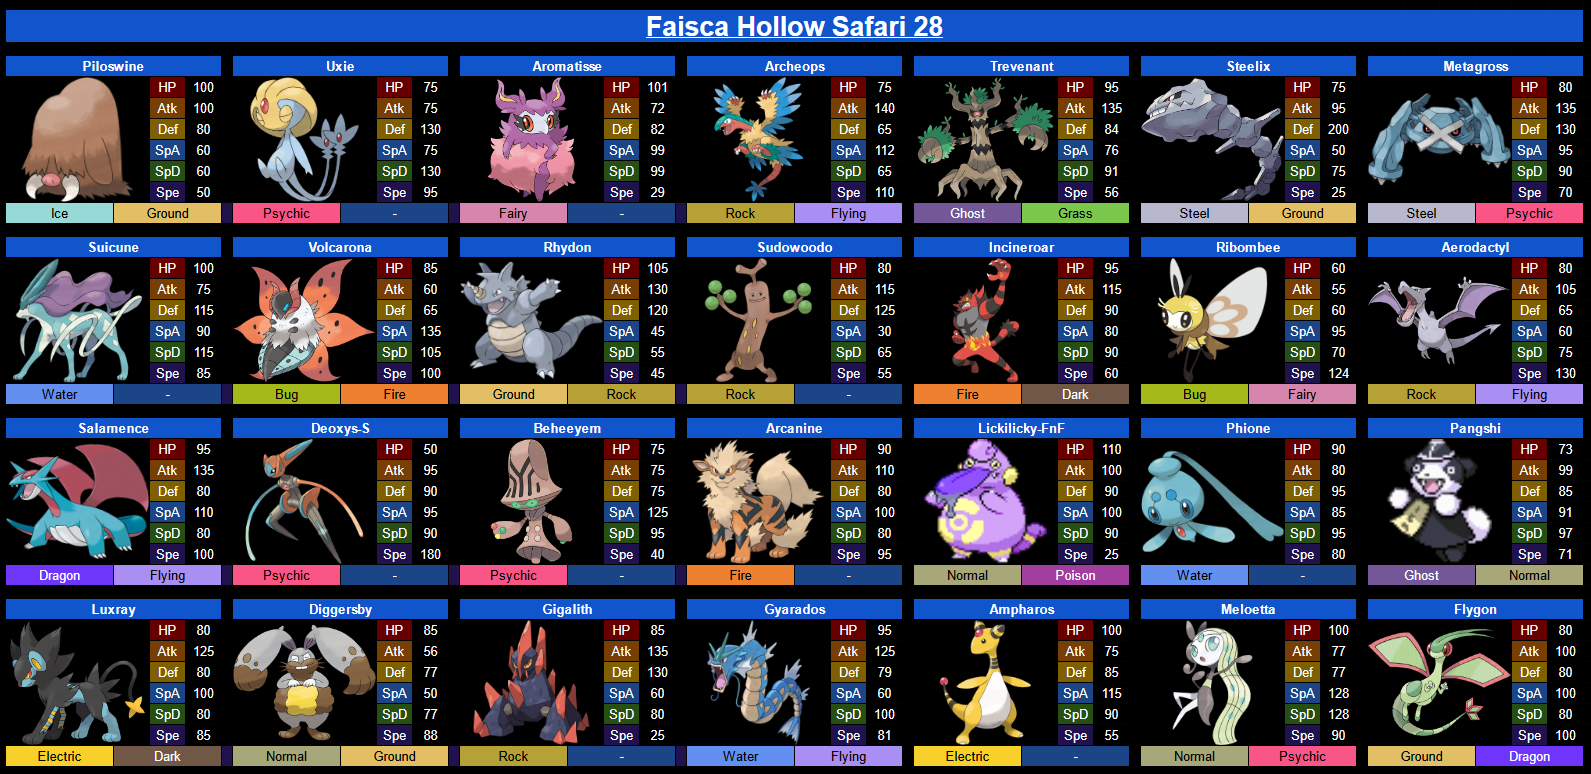 Faisca Hollow Safari 28
Piloswine Uxie Aromatisse Archeops Trevenant Steelix Metagross
HP 100 HP 75 HP 101 HP 75 HP 95 HP 75 HP 80
Atk 100 Atk 75 Atk 72 Atk 140 Atk 135 Atk 95 Atk 135
Def 80 Def 130 Def 82 Def 65 Def 84 Def 200 Def 130
SpA 60 SpA 75 SpA 99 SpA 112 SpA 76 SpA 50 SpA 95
SpD 60 SpD 130 SpD 99 SpD 65 SpD 91 SpD 75 SpD 90
Spe 50 Spe 95 Spe 29 Spe 110 Spe 56 Spe 25 Spe 70
Ice Ground Psychic - Fairy - Rock Flying Ghost Grass Steel Ground Steel Psychic
Suicune Volcarona Rhydon Sudowoodo Incineroar Ribombee Aerodactyl
HP 100 HP 85 HP 105 HP 80 HP 95 HP 60 HP 80
Atk 75 Atk 60 Atk 130 Atk 115 Atk 115 Atk 55 Atk 105
Def 115 Def 65 Def 120 Def 125 Def 90 Def 60 Def 65
SpA 90 SpA 135 SpA 45 SpA 30 SpA 80 SpA 95 SpA 60
SpD 115 SpD 105 SpD 55 SpD 65 SpD 90 SpD 70 SpD 75
Spe 85 Spe 100 Spe 45 Spe 55 Spe 60 Spe 124 Spe 130
Water - Bug Fire Ground Rock Rock - Fire Dark Bug Fairy Rock Flying
Salamence Deoxys-S Beheeyem Arcanine Lickilicky-FnF Phione Pangshi
HP 95 HP 50 HP 75 HP 90 HP 110 HP 90 HP 73
Atk 135 Atk 95 Atk 75 Atk 110 Atk 100 Atk 80 Atk 99
Def 80 Def 90 Def 75 Def 80 Def 90 Def 95 Def 85
SpA 110 SpA 95 SpA 125 SpA 100 SpA 100 SpA 85 SpA 91
SpD 80 SpD 90 SpD 95 SpD 80 SpD 90 SpD 95 SpD 97
Spe 100 Spe 180 Spe 40 Spe 95 Spe 25 Spe 80 Spe 71
Dragon Flying Psychic - Psychic - Fire - Normal Poison Water - Ghost Normal
Luxray Diggersby Gigalith Gyarados Ampharos Meloetta Flygon
HP 80 HP 85 HP 85 HP 95 HP 100 HP 100 HP 80
Atk 125 Atk 56 Atk 135 Atk 125 Atk 75 Atk 77 Atk 100
Def 80 Def 77 Def 130 Def 79 Def 85 Def 77 Def 80
SpA 100 SpA 50 SpA 60 SpA 60 SpA 115 SpA 128 SpA 100
SpD 80 SpD 77 SpD 80 SpD 100 SpD 90 SpD 128 SpD 80
Spe 85 Spe 88 Spe 25 Spe 81 Spe 55 Spe 90 Spe 100
Electric Dark Normal Ground Rock - Water Flying Electric - Normal Psychic Ground Dragon